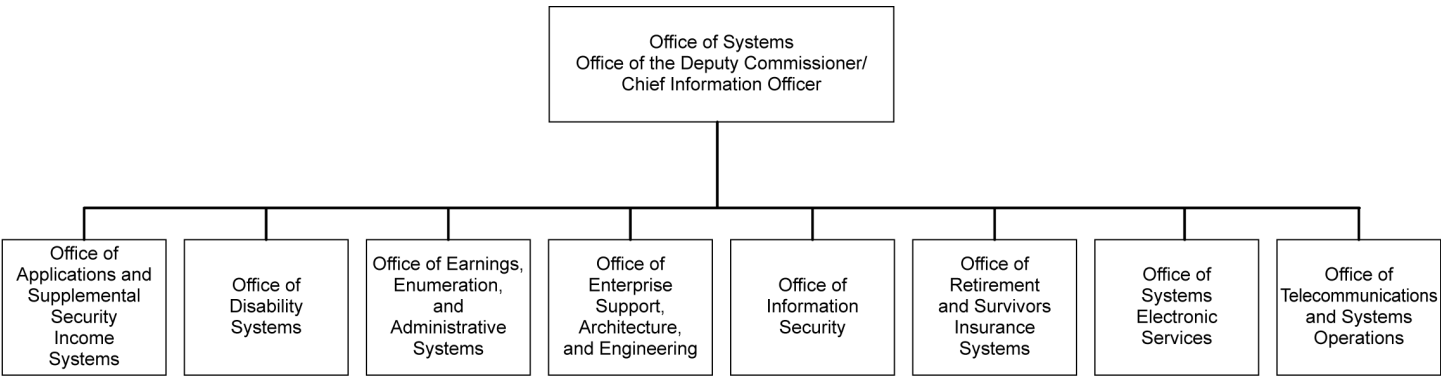 Office of Systems
Office of the Deputy Commissioner/
Chief Information Officer
Office of
Applications and
Supplemental
Security
Income
Systems
Office of
Disability
Systems
Office of Earnings,
Enumeration,
and
Administrative
Systems
Office of
Enterprise
Support,
Architecture,
and Engineering
Office of
Information
Security
Office of
Retirement
and Survivors
Insurance
Systems
Office of
Systems
Electronic
Services
Office of
Telecommunications
and Systems
Operations